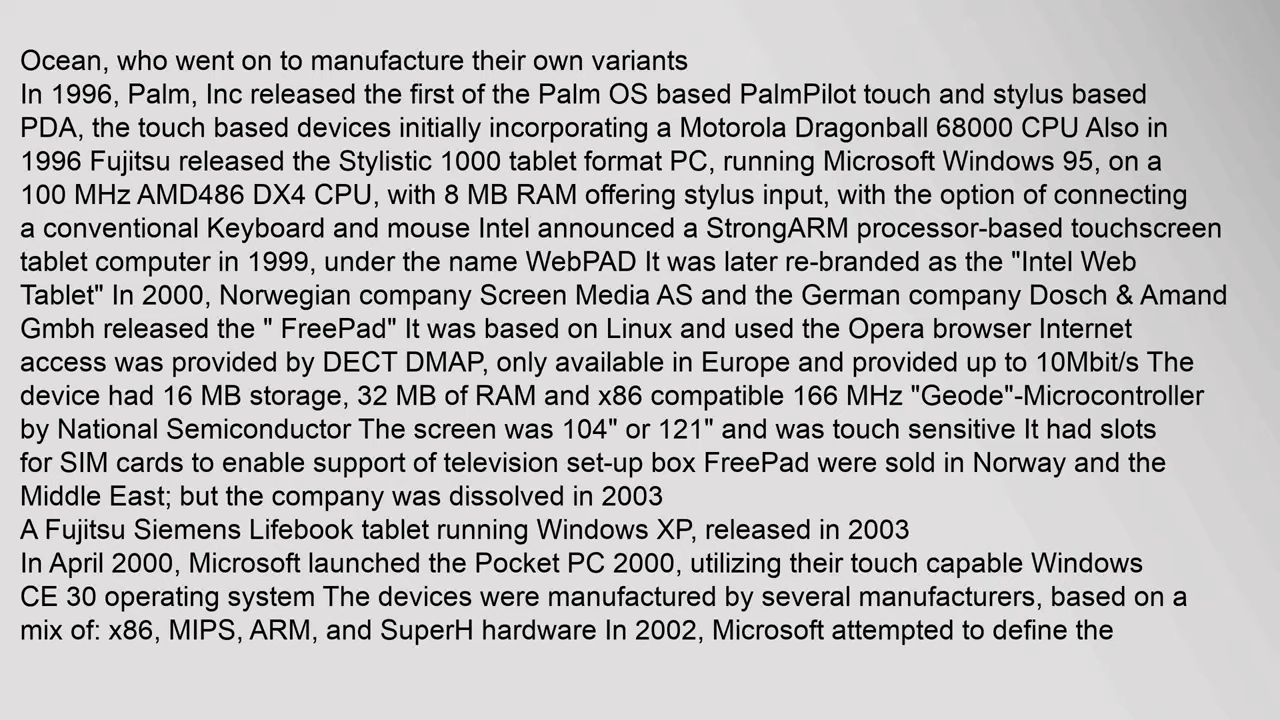 Ocean, who went on to manufacture their own variants
In 1996, Palm, Inc released the first of the Palm OS based PalmPilot touch and stylus based
PDA, the touch based devices initially incorporating a Motorola Dragonball 68000 CPU Also in
1996 Fujitsu released the Stylistic 1000 tablet format PC, running Microsoft Windows 95, on a
100 MHz AMD486 DX4 CPU, with 8 MB RAM offering stylus input, with the option of connecting
a conventional Keyboard and mouse Intel announced a StrongARM processor-based touchscreen
tablet computer in 1999, under the name WebPAD It was later re-branded as the "Intel Web
Tablet" In 2000, Norwegian company Screen Media AS and the German company Dosch & Amand
Gmbh released the " FreePad" It was based on Linux and used the Opera browser Internet
access was provided by DECT DMAP, only available in Europe and provided up to 10Mbit/s The
device had 16 MB storage, 32 MB of RAM and x86 compatible 166 MHz "Geode"-Microcontroller
by National Semiconductor The screen was 104" or 121" and was touch sensitive It had slots
for SIM cards to enable support of television set-up box FreePad were sold in Norway and the
Middle East; but the company was dissolved in 2003
A Fujitsu Siemens Lifebook tablet running Windows XP, released in 2003
In April 2000, Microsoft launched the Pocket PC 2000, utilizing their touch capable Windows
CE 30 operating system The devices were manufactured by several manufacturers, based on a
mix of: x86, MIPS, ARM, and SuperH hardware In 2002, Microsoft attempted to define the